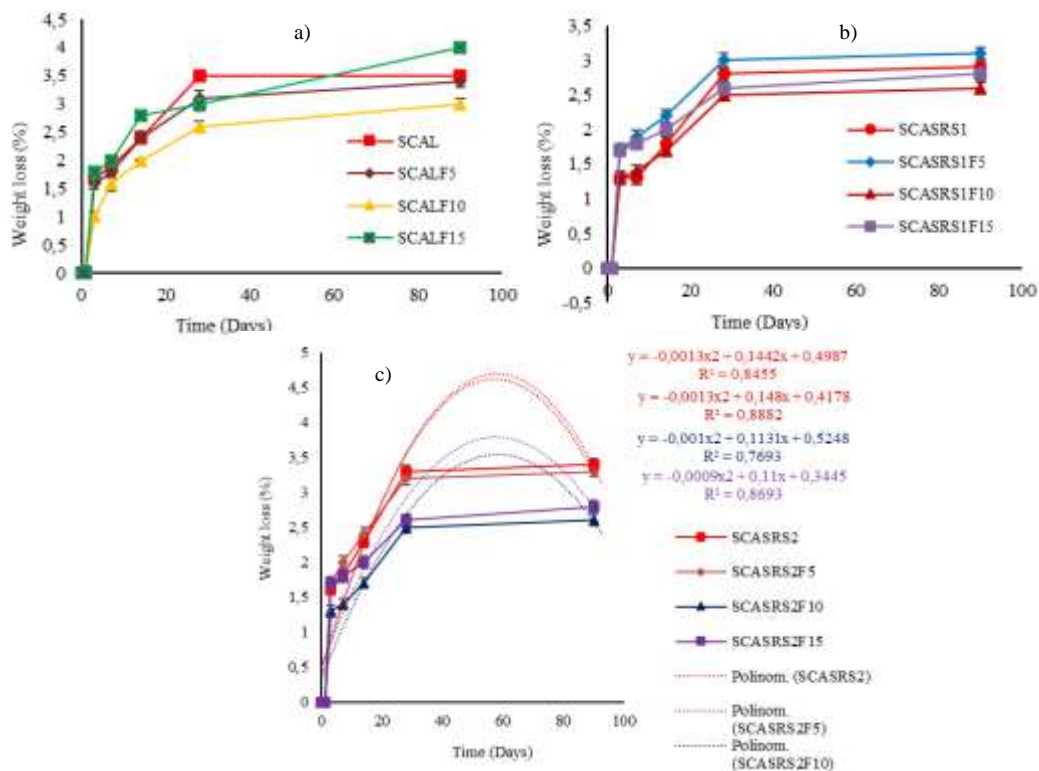 a)
4,5
4
3,5
3
2,5
2
1,5
1
0,5
0
Weight loss (%)
0 20 40 60 80 100
Time (Days)
SCAL
SCALF5
SCALF10
SCALF15
b)
3,5
3
2,5
2
1,5
1
0,5
0
-0,5
Weight loss (%)
0 20 40 60 80 100
Time (Days)
SCASRS1
SCASRS1F5
SCASRS1F10
SCASRS1F15
c)
5
4,5
4
3,5
3
2,5
2
1,5
1
0,5
0
Weight loss (%)
0 20 40 60 80 100
Time (Days)
y = -0,0013x2 + 0,1442x + 0,4987
R² = 0,8455
y = -0,0013x2 + 0,148x + 0,4178
R² = 0,8882
y = -0,001x2 + 0,1131x + 0,5248
R² = 0,7693
y = -0,0009x2 + 0,11x + 0,3445
R² = 0,8693
SCASRS2
SCASRS2F5
SCASRS2F10
SCASRS2F15
Polinom. (SCASRS2)
Polinom.
(SCASRS2F5)
Polinom.
(SCASRS2F10)